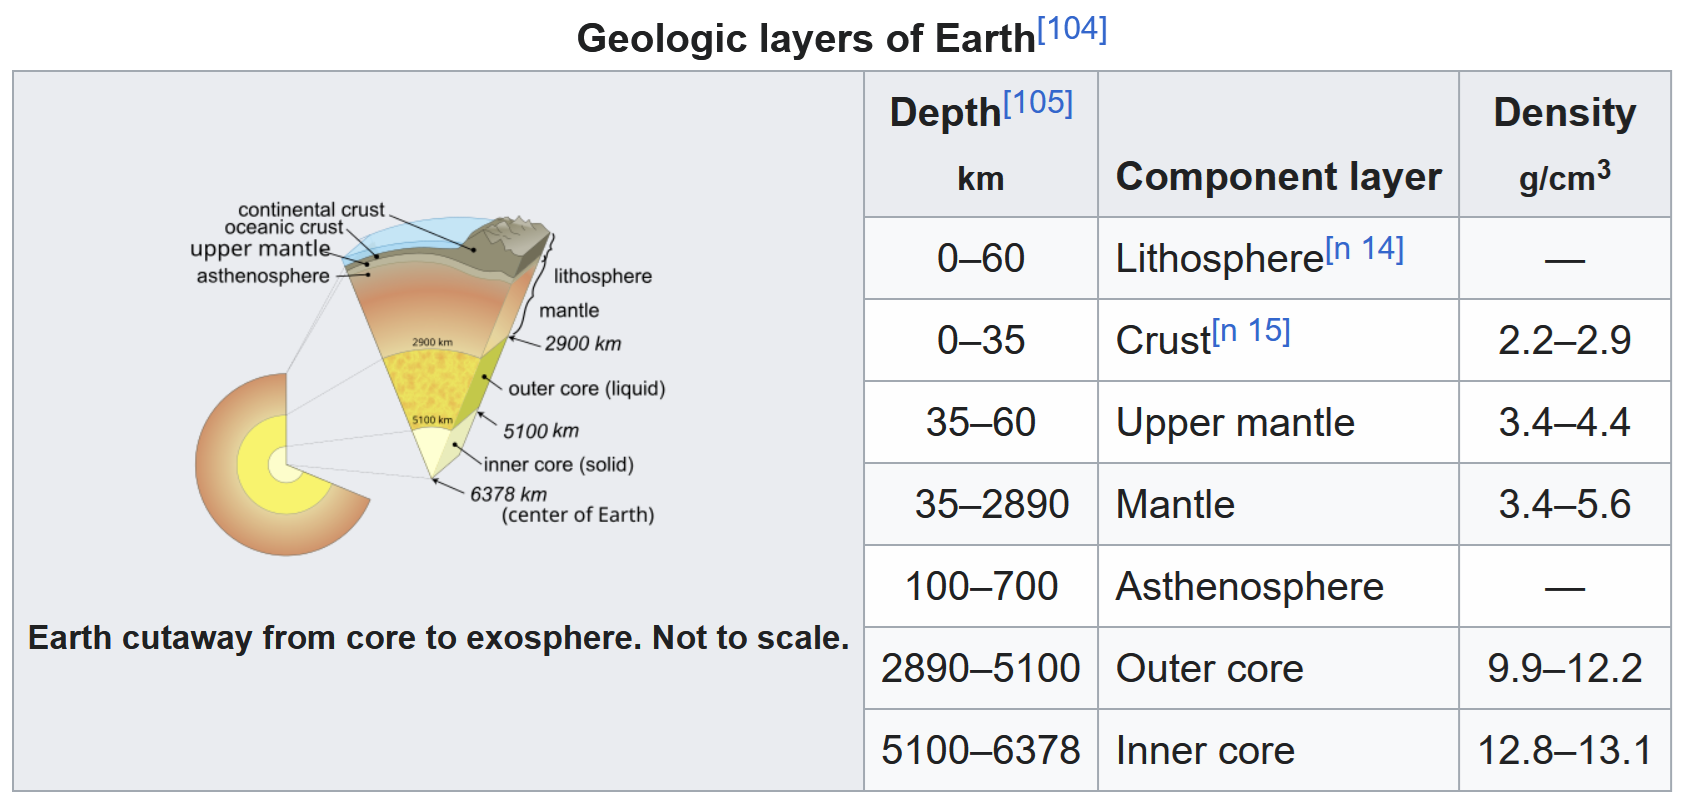 Geologic layers of Earth[104]
continental crust
oceanic crust
upper mantle
asthenosphere
lithosphere
mantle
2900 km
2900 km
outer core (liquid)
5100 km
5100 km
inner core (solid)
6378 km
(center of Earth)
Earth cutaway from core to exosphere. Not to scale.
Depth[105] km Component layer Density g/cm³
0–60 Lithosphere[n 14] —
0–35 Crust[n 15] 2.2–2.9
35–60 Upper mantle 3.4–4.4
35–2890 Mantle 3.4–5.6
100–700 Asthenosphere —
2890–5100 Outer core 9.9–12.2
5100–6378 Inner core 12.8–13.1